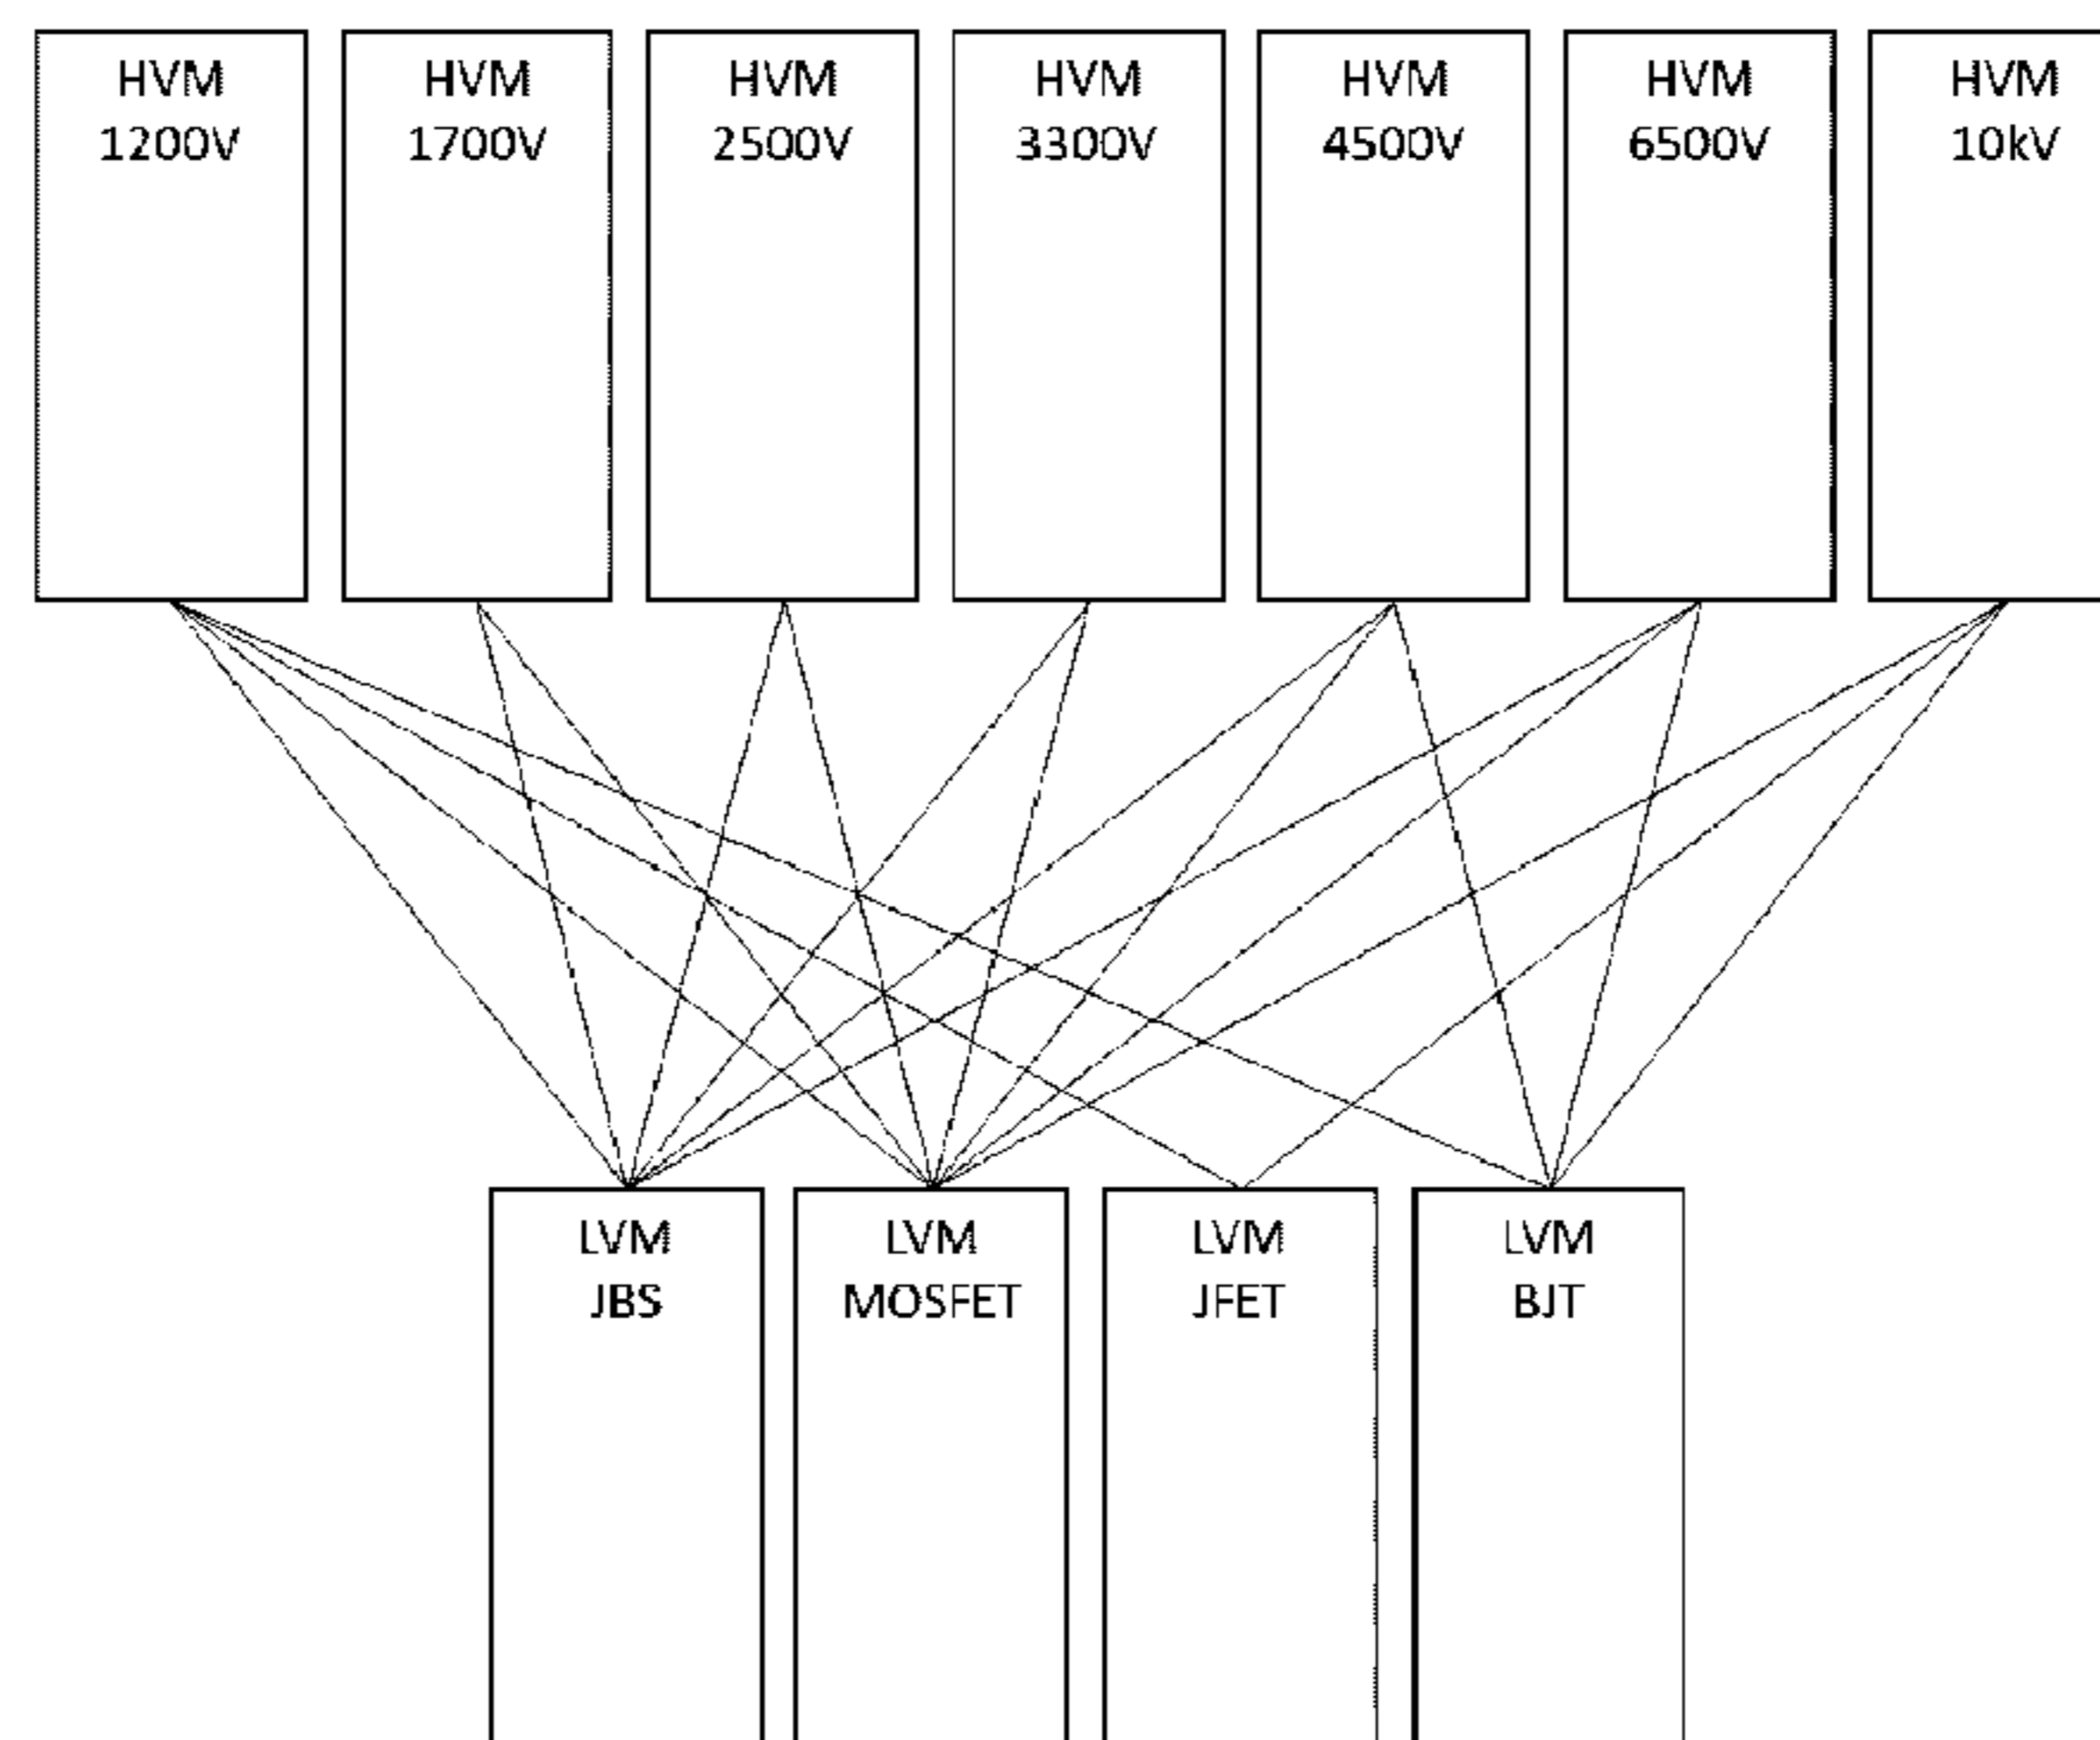 HVM
1200V
HVM
1700V
HVM
2500V
HVM
3300V
HVM
4500V
HVM
6500V
HVM
10kV
LVM
JBS
LVM
MOSFET
LVM
JFET
LVM
BJT